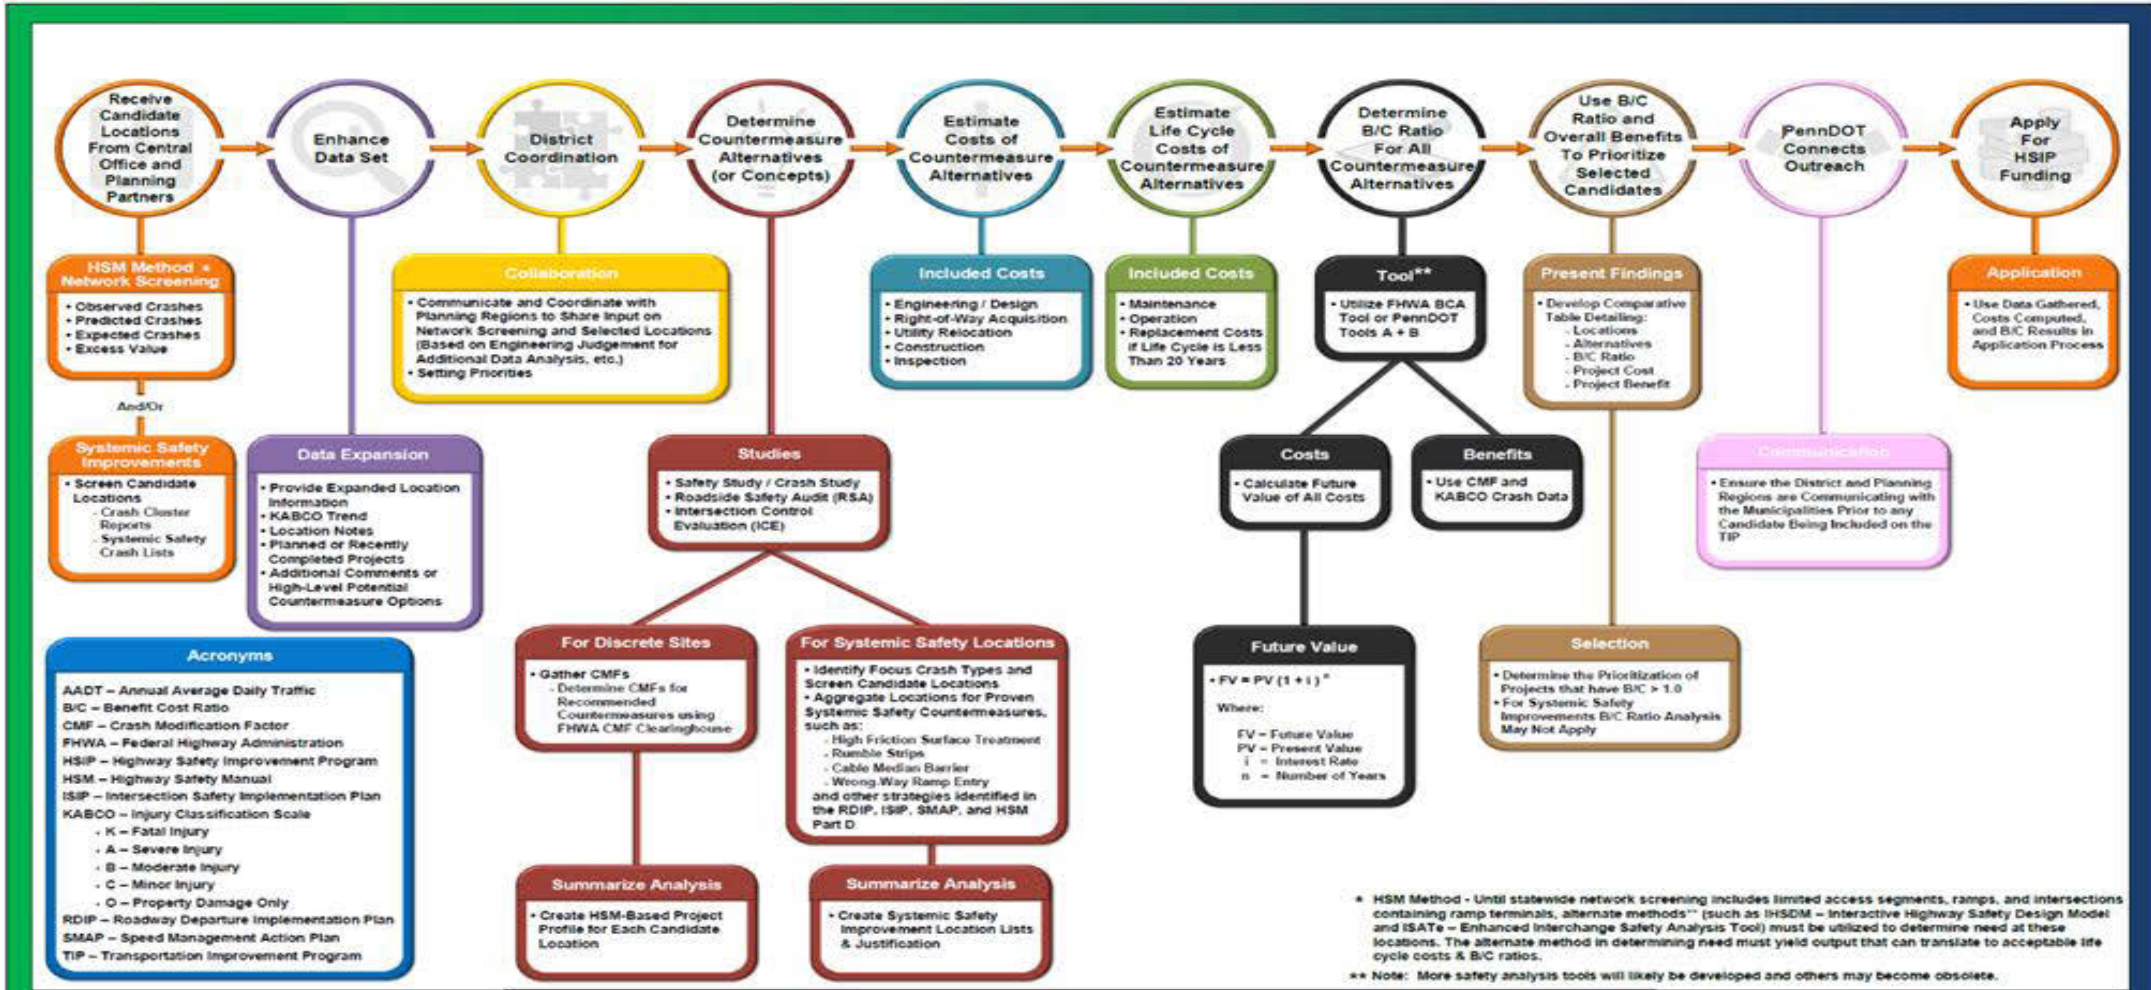 Receive
Candidate
Locations
From Central
Office and
Planning
Partners
Enhance
Data Set
District
Coordination
Determine
Countermeasure
Alternatives
(or Concepts)
Estimate
Costs of
Countermeasure
Alternatives
Estimate
Life Cycle
Costs of
Countermeasure
Alternatives
Determine
B/C Ratio
For All
Countermeasure
Alternatives
Use B/C
Ratio and
Overall Benefits
To Prioritize
Selected
Candidates
PennDOT
Connects
Outreach
Apply
For
HSIP
Funding
HSM Method *
Network Screening
• Observed Crashes
• Predicted Crashes
• Expected Crashes
• Excess Value
And/Or
Systemic Safety
Improvements
• Screen Candidate
Locations
- Crash Cluster
Reports
- Systemic Safety
Crash Lists
Data Expansion
• Provide Expanded Location
Information
• KABCO Trend
• Location Notes
• Planned or Recently
Completed Projects
• Additional Comments or
High-Level Potential
Countermeasure Options
Collaboration
• Communicate and Coordinate with
Planning Regions to Share Input on
Network Screening and Selected Locations
(Based on Engineering Judgement for
Additional Data Analysis, etc.)
• Setting Priorities
Studies
• Safety Study / Crash Study
• Roadside Safety Audit (RSA)
• Intersection Control
Evaluation (ICE)
For Discrete Sites
• Gather CMFs
- Determine CMFs for
Recommended
Countermeasures using
FHWA CMF Clearinghouse
Summarize Analysis
• Create HSM-Based Project
Profile for Each Candidate
Location
For Systemic Safety Locations
• Identify Focus Crash Types and
Screen Candidate Locations
• Aggregate Locations for Proven
Systemic Safety Countermeasures,
such as:
- High Friction Surface Treatment
- Rumble Strips
- Cable Median Barrier
- Wrong-Way Ramp Entry
and other strategies identified in
the RDIP, ISIP, SMAP, and HSM
Part D
Summarize Analysis
• Create Systemic Safety
Improvement Location Lists
& Justification
Included Costs
• Engineering / Design
• Right-of-Way Acquisition
• Utility Relocation
• Construction
• Inspection
Included Costs
• Maintenance
• Operation
• Replacement Costs
if Life Cycle is Less
Than 20 Years
Tool**
• Utilize FHWA BCA
Tool or PennDOT
Tools A + B
Costs
• Calculate Future
Value of All Costs
Benefits
• Use CMF and
KABCO Crash Data
Future Value
• FV = PV (1 + i)ⁿ
Where:
FV = Future Value
PV = Present Value
i = Interest Rate
n = Number of Years
Present Findings
• Develop Comparative
Table Detailing:
- Locations
- Alternatives
- B/C Ratio
- Project Cost
- Project Benefit
Selection
• Determine the Prioritization of
Projects that have B/C > 1.0
• For Systemic Safety
Improvements B/C Ratio Analysis
May Not Apply
Communication
• Ensure the District and Planning
Regions are Communicating with
the Municipalities Prior to any
Candidate Being Included on the
TIP
Application
• Use Data Gathered,
Costs Computed,
and B/C Results in
Application Process
Acronyms
AADT – Annual Average Daily Traffic
B/C – Benefit Cost Ratio
CMF – Crash Modification Factor
FHWA – Federal Highway Administration
HSIP – Highway Safety Improvement Program
HSM – Highway Safety Manual
ISIP – Intersection Safety Implementation Plan
KABCO – Injury Classification Scale
- K – Fatal Injury
- A – Severe Injury
- B – Moderate Injury
- C – Minor Injury
- O – Property Damage Only
RDIP – Roadway Departure Implementation Plan
SMAP – Speed Management Action Plan
TIP – Transportation Improvement Program
* HSM Method - Until statewide network screening includes limited access segments, ramps, and intersections
containing ramp terminals, alternate methods** (such as IHSDM – Interactive Highway Safety Design Model
and ISATe – Enhanced Interchange Safety Analysis Tool) must be utilized to determine need at these
locations. The alternate method in determining need must yield output that can translate to acceptable life
cycle costs & B/C ratios.
** Note: More safety analysis tools will likely be developed and others may become obsolete.